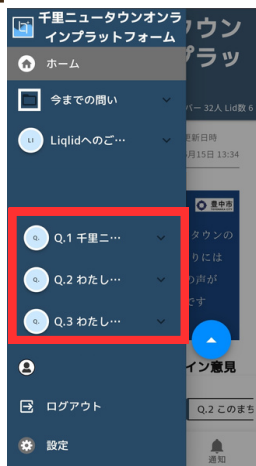 千里ニュータウンオンラ
インプラットフォーム
ウン
プラッ
ホーム
バー 32人 Lid数 6
今までの問い
更新日時
月15日 13:34
LI
Liqlidへのご…
豊中市
タウンの
りには
の声が
です
Q.
Q.1 千里ニ…
Q.
Q.2 わたし…
Q.
Q.3 わたし…
イン意見
ログアウト
Q.2 このまち
設定
通知